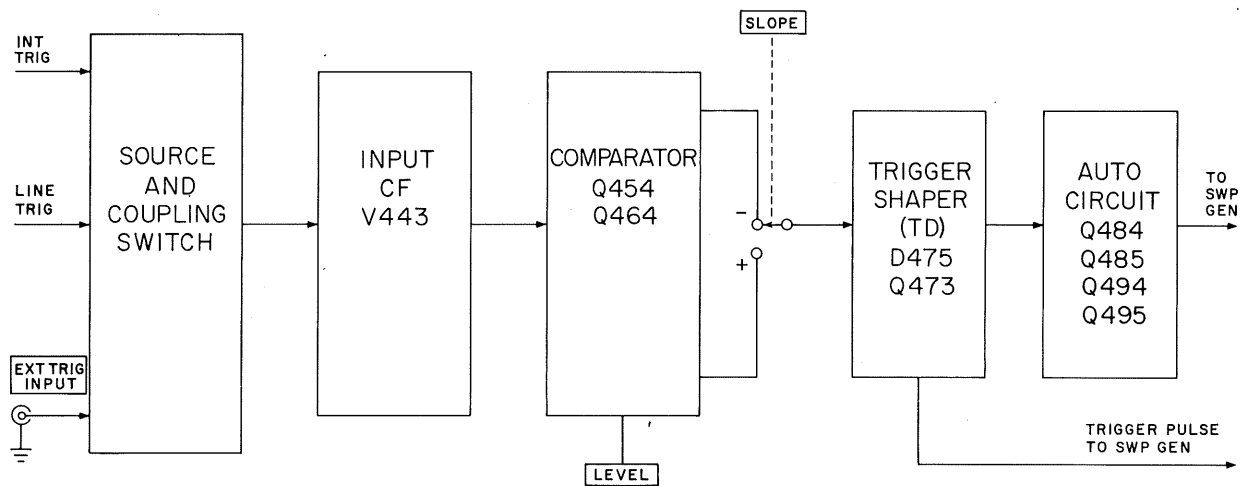 INT
TRIG
LINE
TRIG
EXT TRIG
INPUT
SOURCE
AND
COUPLING
SWITCH
INPUT
CF
V443
COMPARATOR
Q454
Q464
LEVEL
SLOPE
-
+
TRIGGER
SHAPER
(TD)
D475
Q473
AUTO
CIRCUIT
Q484
Q485
Q494
Q495
TO
SWP
GEN
TRIGGER PULSE
TO SWP GEN